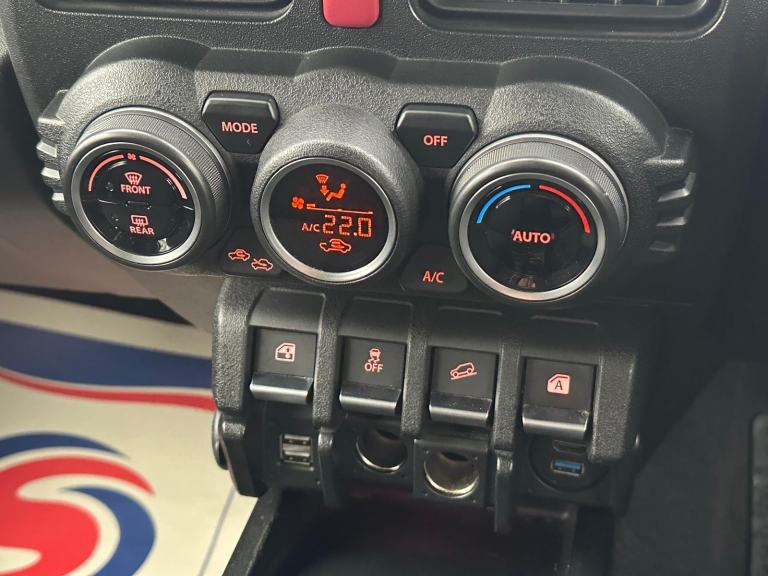 MODE
OFF
FRONT
REAR
A/C 22.0
AUTO
A/C
OFF
A